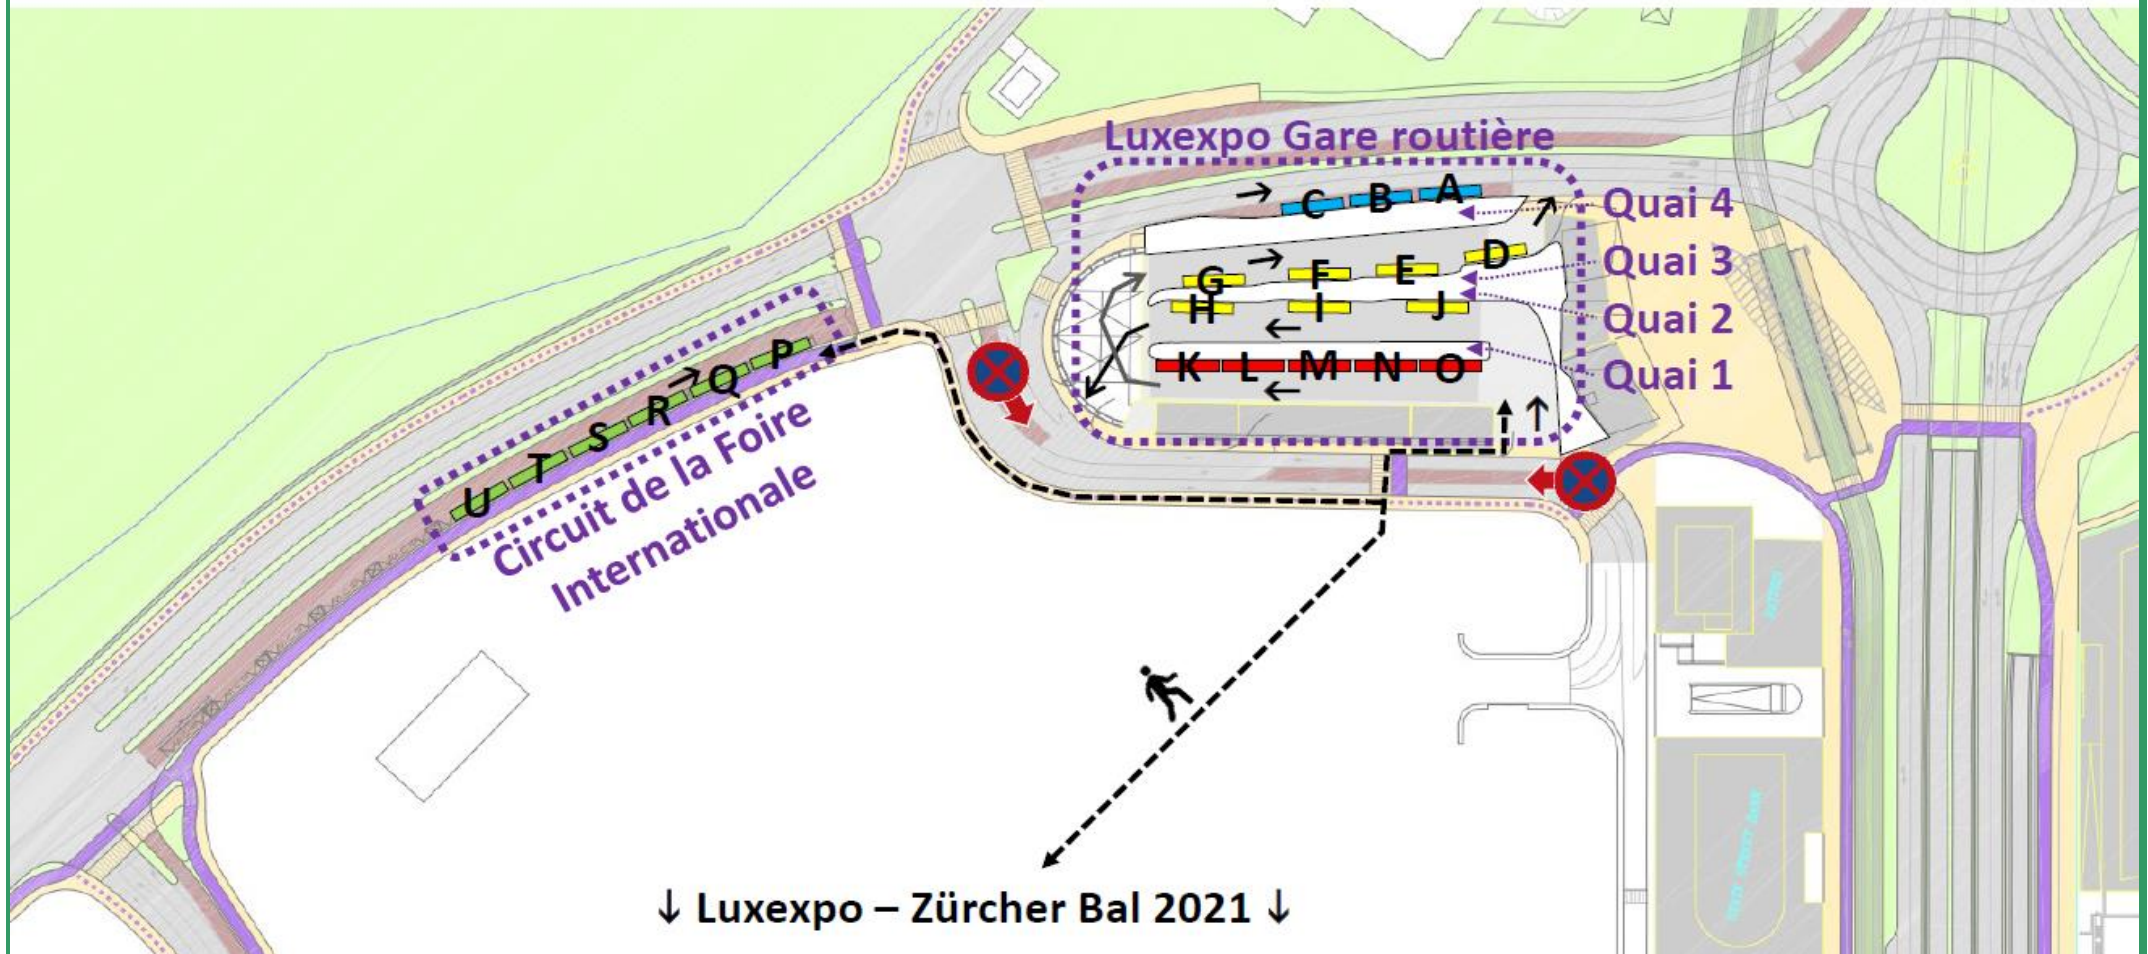 Luxexpo Gare routière
C B A
Quai 4
G F E D
Quai 3
H I J
Quai 2
K L M N O
Quai 1
P
Q
R
S
T
U
Circuit de la Foire
Internationale
↓ Luxexpo – Zürcher Bal 2021 ↓